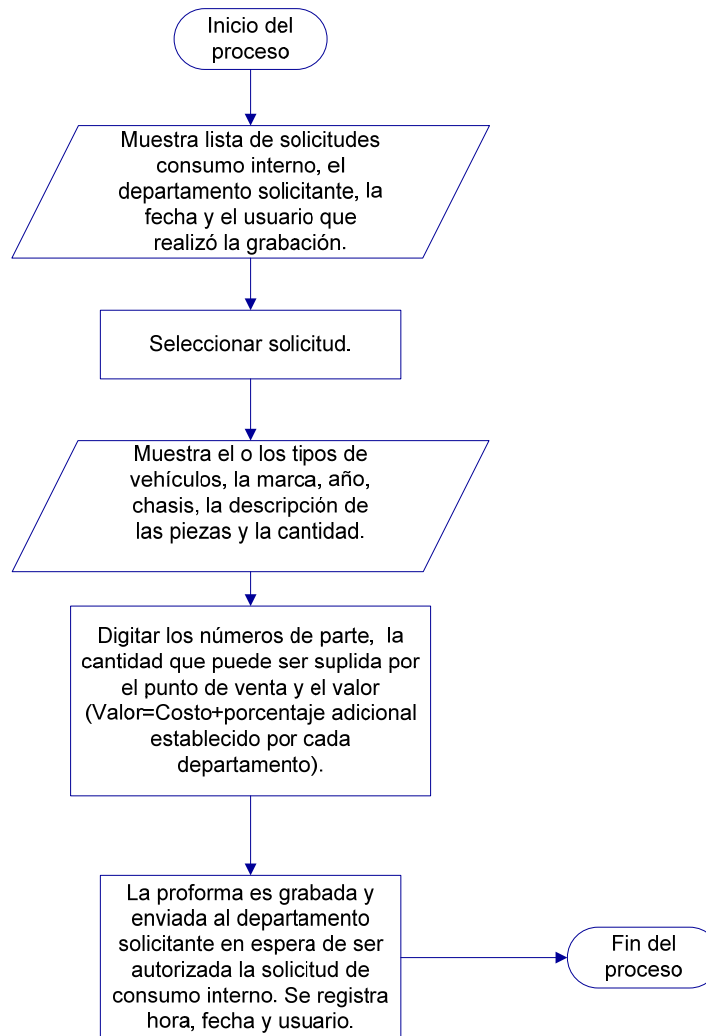 Inicio del
proceso
Muestra lista de solicitudes
consumo interno, el
departamento solicitante, la
fecha y el usuario que
realizó la grabación.
Seleccionar solicitud.
Muestra el o los tipos de
vehículos, la marca, año,
chasis, la descripción de
las piezas y la cantidad.
Digitar los números de parte, la
cantidad que puede ser suplida por
el punto de venta y el valor
(Valor=Costo+porcentaje adicional
establecido por cada
departamento).
La proforma es grabada y
enviada al departamento
solicitante en espera de ser
autorizada la solicitud de
consumo interno. Se registra
hora, fecha y usuario.
Fin del
proceso